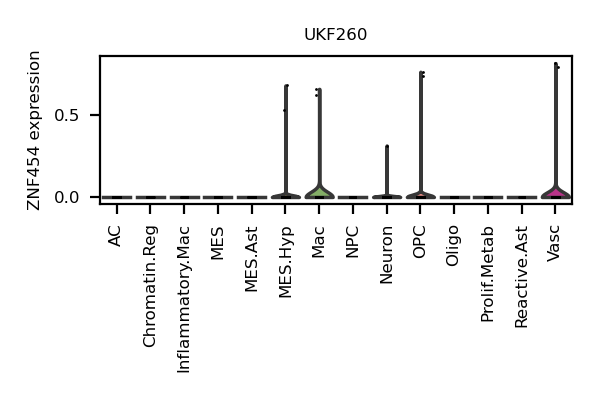 UKF260
ZNF454 expression
0.5
0.0
AC
Chromatin.Reg
Inflammatory.Mac
MES
MES.Ast
MES.Hyp
Mac
NPC
Neuron
OPC
Oligo
Prolif.Metab
Reactive.Ast
Vasc